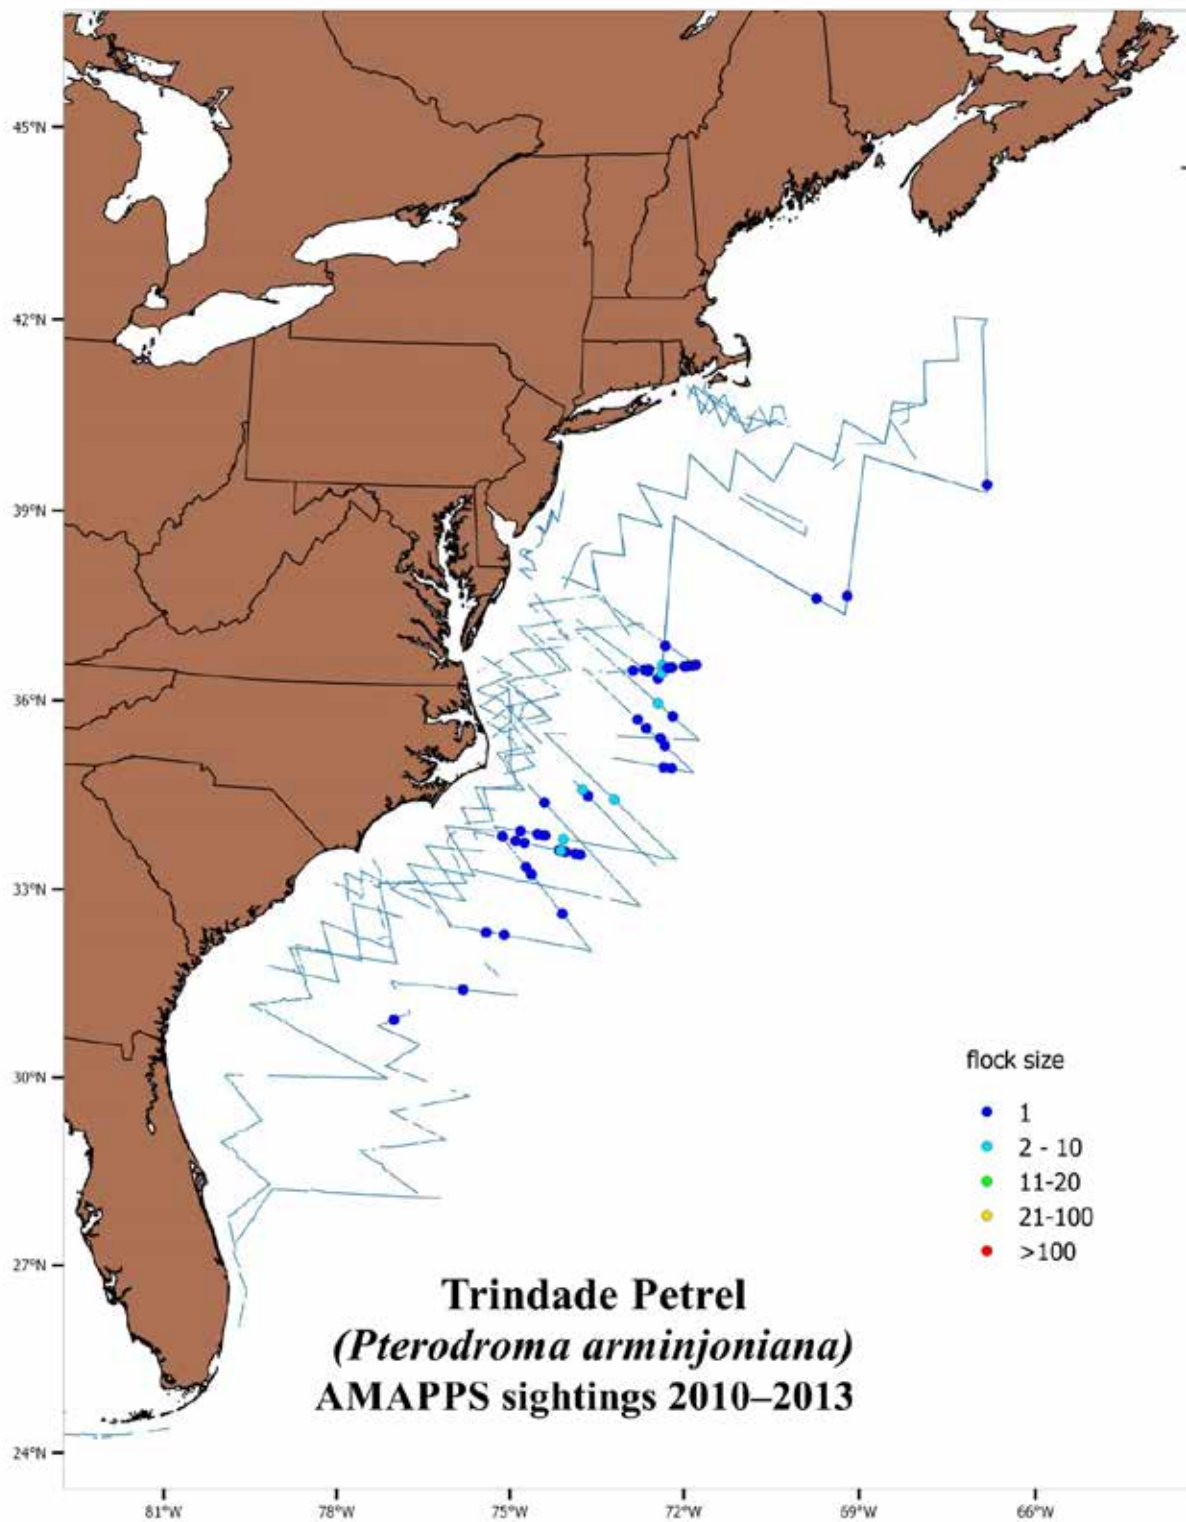 45°N
42°N
39°N
36°N
33°N
30°N
27°N
24°N
flock size
1
2 - 10
11-20
21-100
>100
Trindade Petrel
(Pterodroma arminjoniana)
AMAPPS sightings 2010–2013
81°W 78°W 75°W 72°W 69°W 66°W